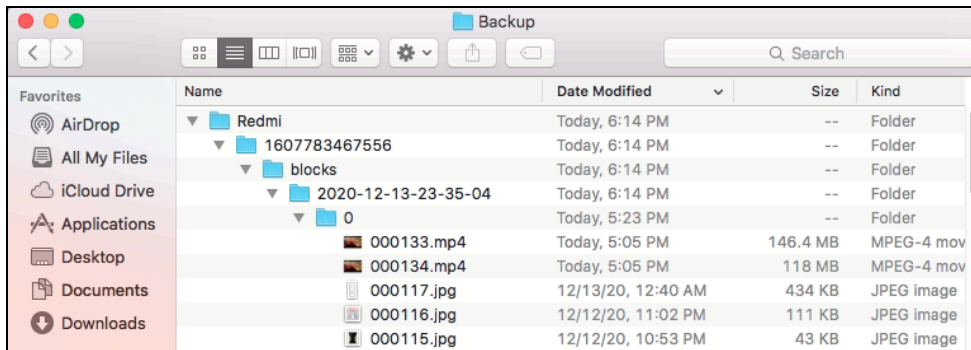 Backup
Search
Favorites
AirDrop
All My Files
iCloud Drive
Applications
Desktop
Documents
Downloads
Name Date Modified Size Kind
Redmi Today, 6:14 PM -- Folder
1607783467556 Today, 6:14 PM -- Folder
blocks Today, 6:14 PM -- Folder
2020-12-13-23-35-04 Today, 6:14 PM -- Folder
0 Today, 5:23 PM -- Folder
000133.mp4 Today, 5:05 PM 146.4 MB MPEG-4 mov
000134.mp4 Today, 5:05 PM 118 MB MPEG-4 mov
000117.jpg 12/13/20, 12:40 AM 434 KB JPEG image
000116.jpg 12/12/20, 11:02 PM 111 KB JPEG image
000115.jpg 12/12/20, 10:53 PM 43 KB JPEG image